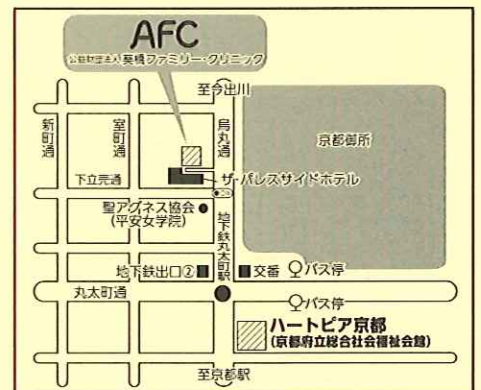 AFC
公益財団法人 葵橋ファミリー・クリニック
至今出川
新町通
室町通
烏丸通
京都御所
下立売通
ザ・パレスサイドホテル
聖アグネス協会
(平安女学院)
地下鉄丸太町駅
地下鉄出口②
交番
バス停
丸太町通
バス停
ハートピア京都
(京都府立総合社会福祉会館)
至京都駅